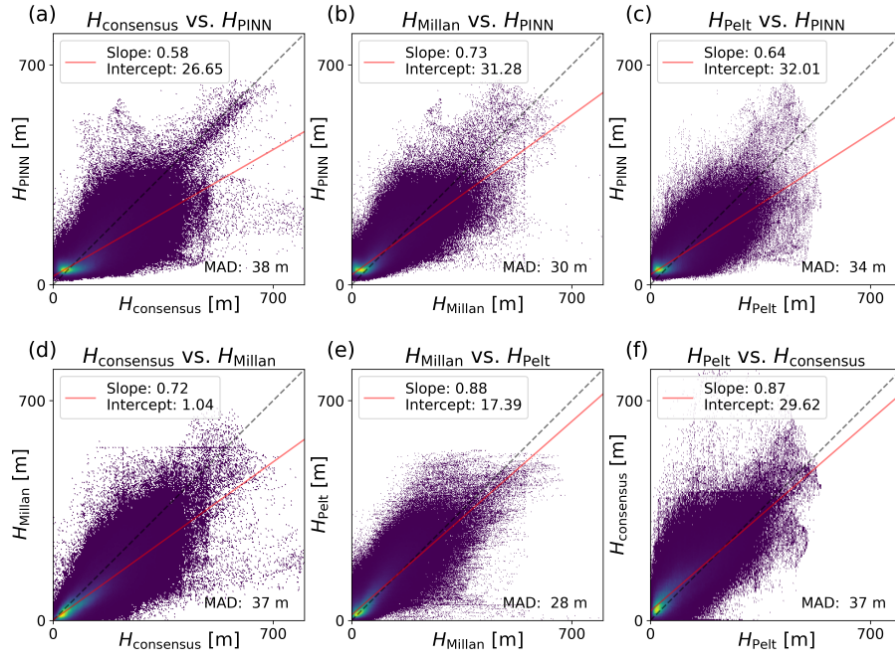 (a)
H_consensus vs. H_PINN
Slope: 0.58
Intercept: 26.65
700
H_PINN [m]
MAD: 38 m
0
0
H_consensus [m]
700
(b)
H_Millan vs. H_PINN
Slope: 0.73
Intercept: 31.28
700
H_PINN [m]
MAD: 30 m
0
0
H_Millan [m]
700
(c)
H_Pelt vs. H_PINN
Slope: 0.64
Intercept: 32.01
700
H_PINN [m]
MAD: 34 m
0
0
H_Pelt [m]
700
(d)
H_consensus vs. H_Millan
Slope: 0.72
Intercept: 1.04
700
H_Millan [m]
MAD: 37 m
0
0
H_consensus [m]
700
(e)
H_Millan vs. H_Pelt
Slope: 0.88
Intercept: 17.39
700
H_Pelt [m]
MAD: 28 m
0
0
H_Millan [m]
700
(f)
H_Pelt vs. H_consensus
Slope: 0.87
Intercept: 29.62
700
H_consensus [m]
MAD: 37 m
0
0
H_Pelt [m]
700